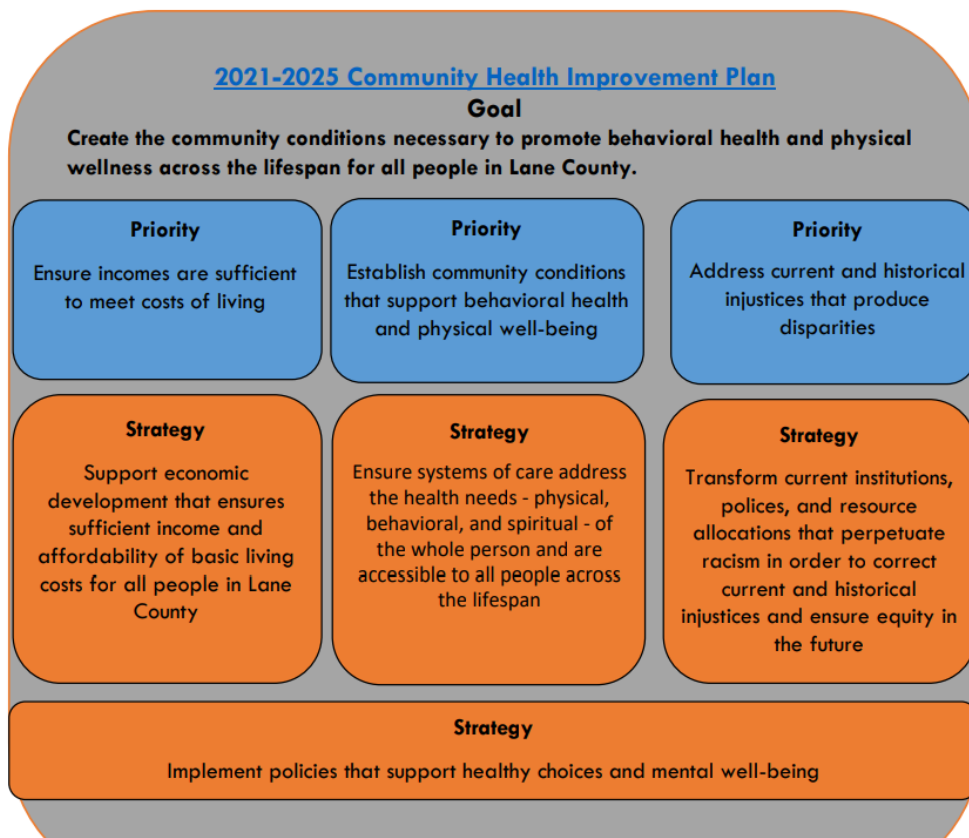 2021-2025 Community Health Improvement Plan
Goal
Create the community conditions necessary to promote behavioral health and physical
wellness across the lifespan for all people in Lane County.
Priority
Ensure incomes are sufficient
to meet costs of living
Priority
Establish community conditions
that support behavioral health
and physical well-being
Priority
Address current and historical
injustices that produce
disparities
Strategy
Support economic
development that ensures
sufficient income and
affordability of basic living
costs for all people in Lane
County
Strategy
Ensure systems of care address
the health needs - physical,
behavioral, and spiritual - of
the whole person and are
accessible to all people across
the lifespan
Strategy
Transform current institutions,
polices, and resource
allocations that perpetuate
racism in order to correct
current and historical
injustices and ensure equity in
the future
Strategy
Implement policies that support healthy choices and mental well-being